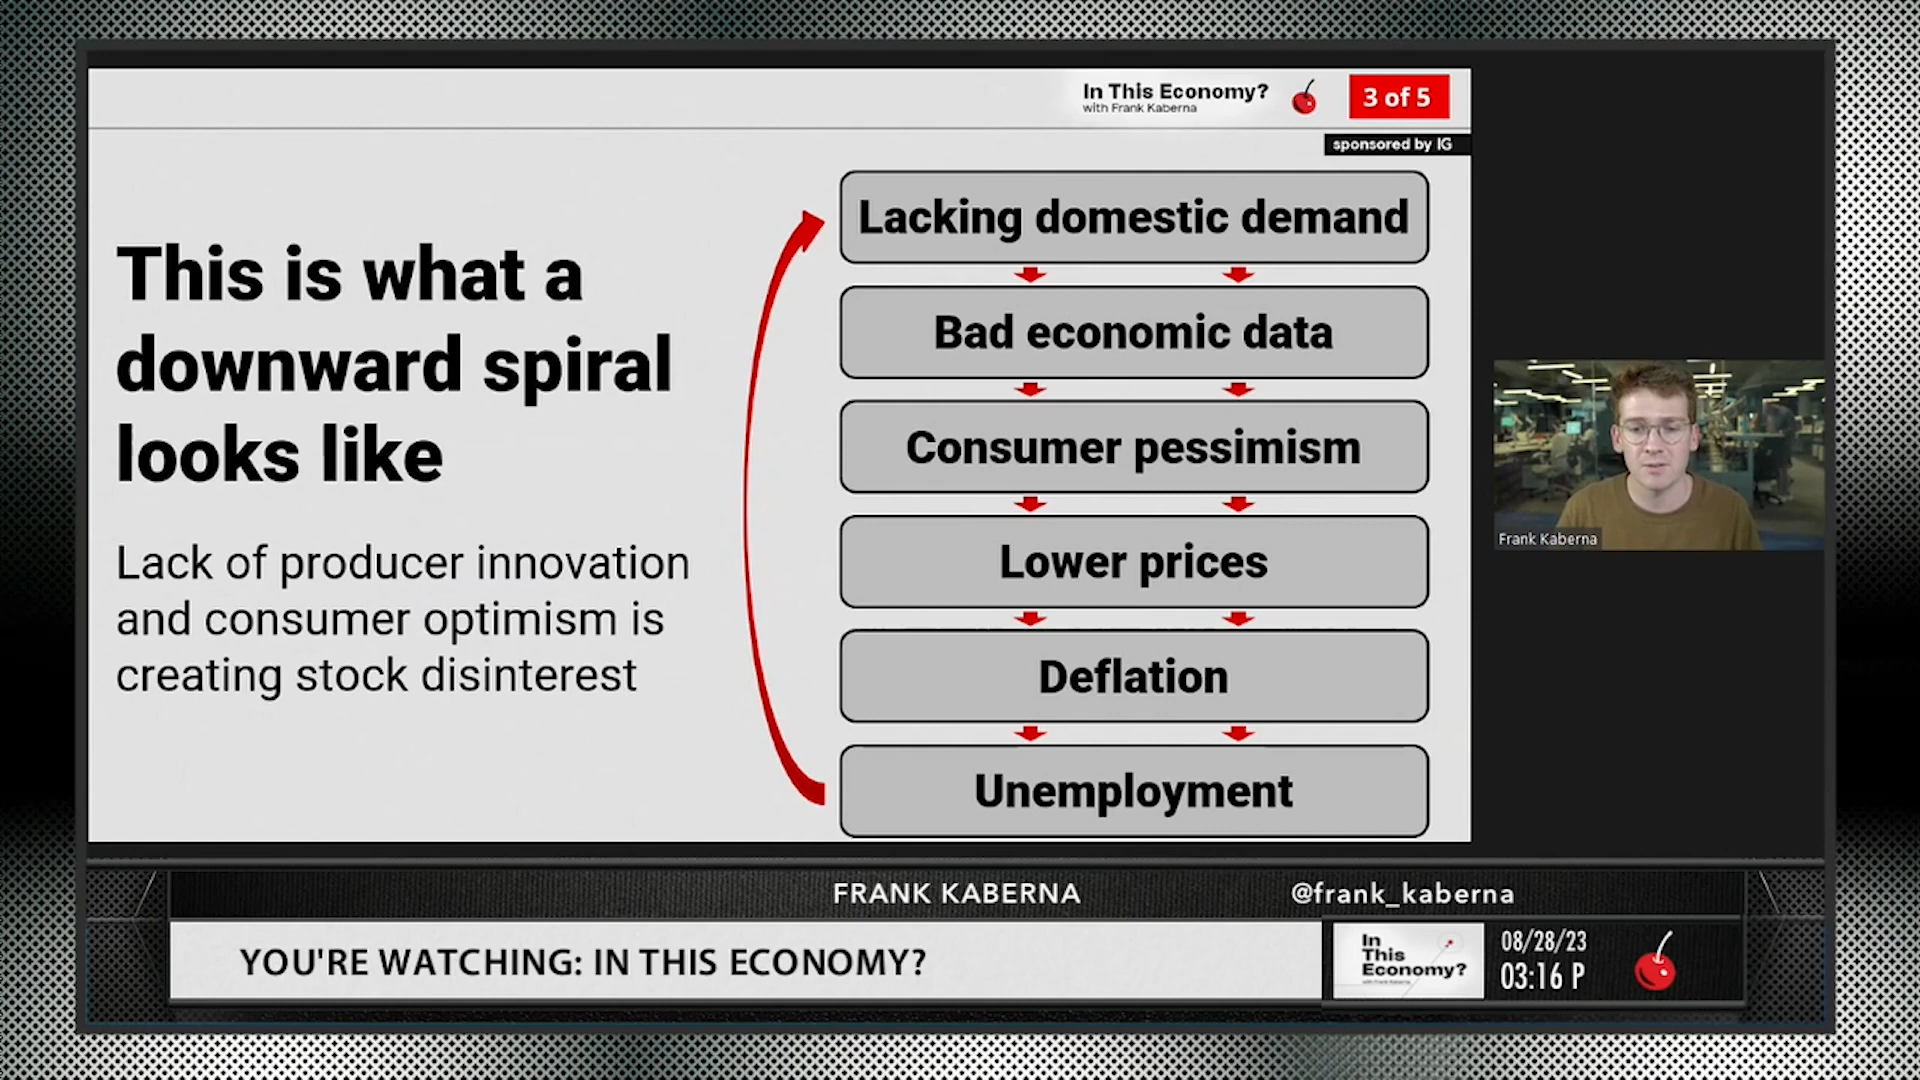 In This Economy?
with Frank Kaberna
3 of 5
sponsored by IG
This is what a
downward spiral
looks like
Lack of producer innovation
and consumer optimism is
creating stock disinterest
Lacking domestic demand
Bad economic data
Consumer pessimism
Lower prices
Deflation
Unemployment
Frank Kaberna
FRANK KABERNA
@frank_kaberna
YOU'RE WATCHING: IN THIS ECONOMY?
In
This
Economy?
with Frank Kaberna
08/28/23
03:16 P